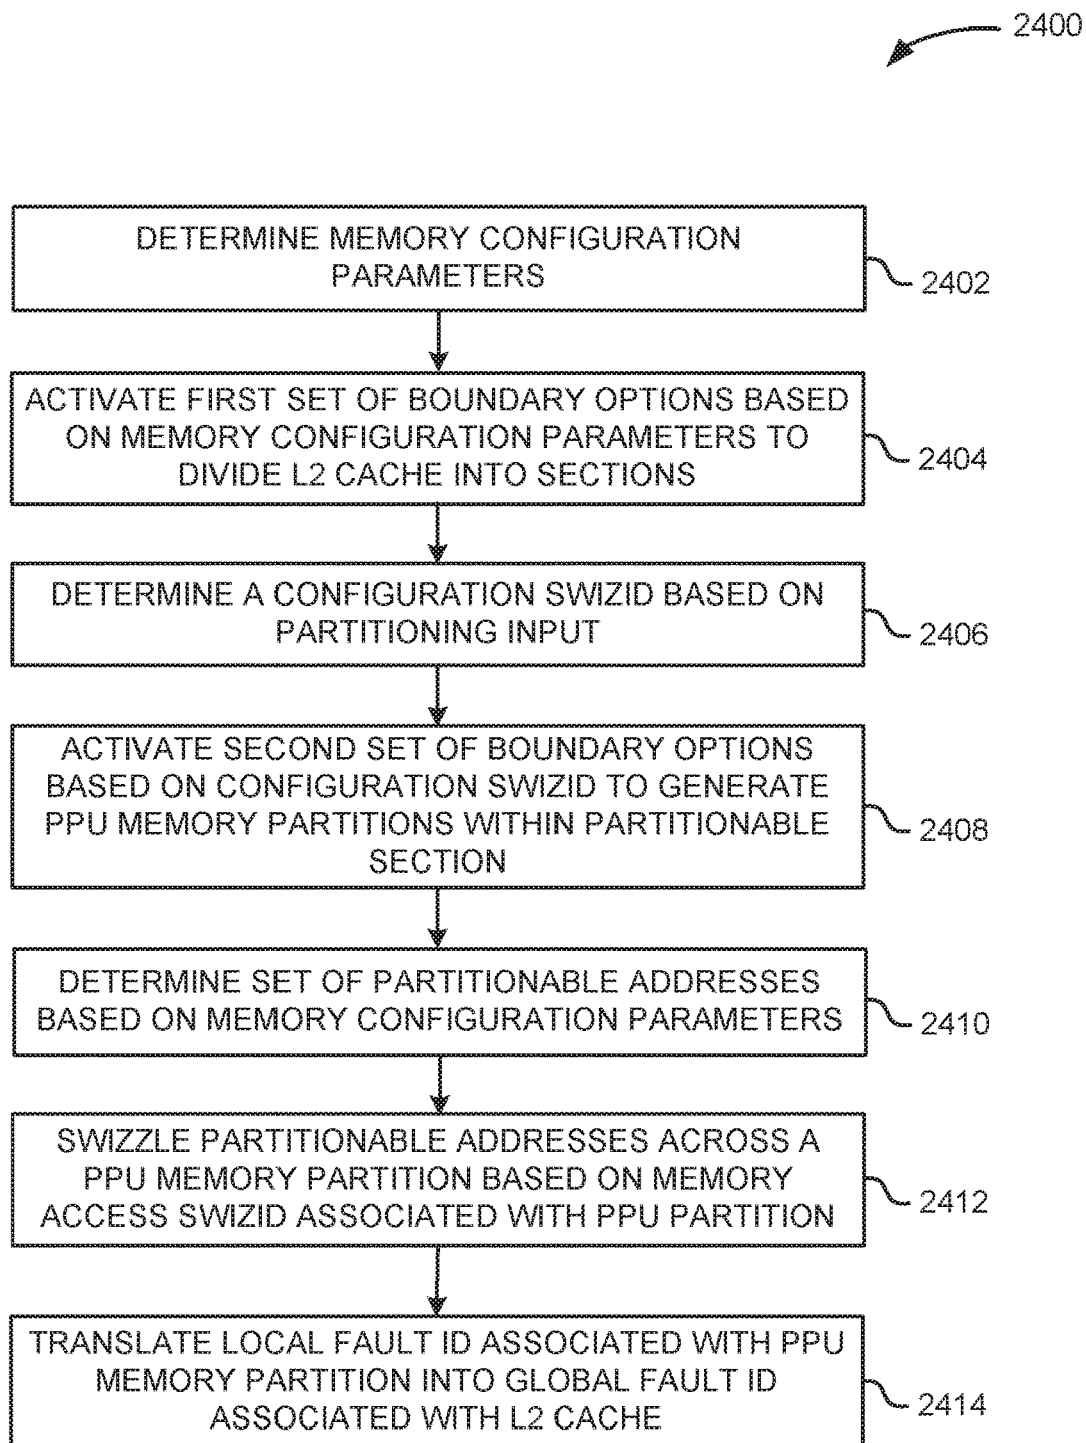 2400
DETERMINE MEMORY CONFIGURATION
PARAMETERS
2402
ACTIVATE FIRST SET OF BOUNDARY OPTIONS BASED
ON MEMORY CONFIGURATION PARAMETERS TO
DIVIDE L2 CACHE INTO SECTIONS
2404
DETERMINE A CONFIGURATION SWIZID BASED ON
PARTITIONING INPUT
2406
ACTIVATE SECOND SET OF BOUNDARY OPTIONS
BASED ON CONFIGURATION SWIZID TO GENERATE
PPU MEMORY PARTITIONS WITHIN PARTITIONABLE
SECTION
2408
DETERMINE SET OF PARTITIONABLE ADDRESSES
BASED ON MEMORY CONFIGURATION PARAMETERS
2410
SWIZZLE PARTITIONABLE ADDRESSES ACROSS A
PPU MEMORY PARTITION BASED ON MEMORY
ACCESS SWIZID ASSOCIATED WITH PPU PARTITION
2412
TRANSLATE LOCAL FAULT ID ASSOCIATED WITH PPU
MEMORY PARTITION INTO GLOBAL FAULT ID
ASSOCIATED WITH L2 CACHE
2414